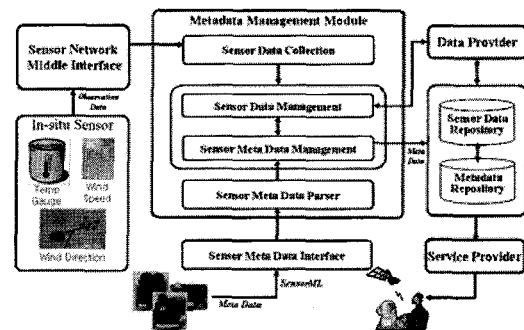 Metadata Management Module
Sensor Network
Middle Interface
Sensor Data Collection
Data Provider
Observation
Data
In-situ Sensor
Temp
Gauge
Wind
Speed
Wind Direction
Sensor Data Management
Sensor Meta Data Management
Meta
Data
Sensor Data
Repository
Metadata
Repository
Sensor Meta Data Parser
Sensor Meta Data Interface
Service Provider
Meta Data
SensorML